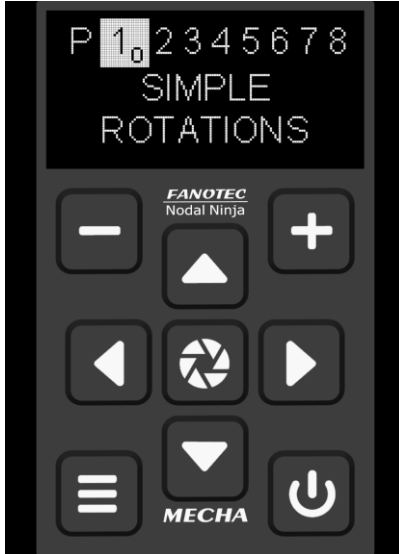 P 1₀ 2 3 4 5 6 7 8
SIMPLE
ROTATIONS
FANOTEC
Nodal Ninja
MECHA